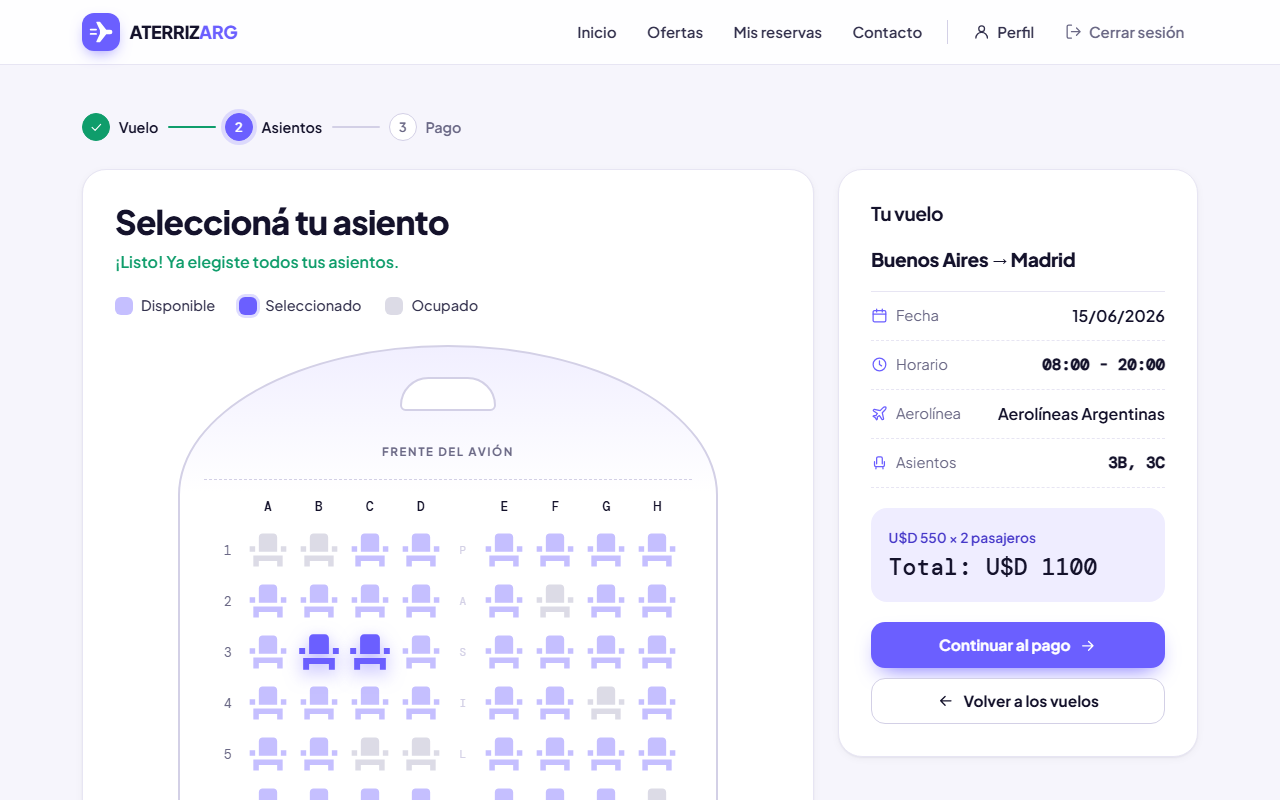 ATERRIZARG
Inicio Ofertas Mis reservas Contacto Perfil Cerrar sesión
Vuelo 2 Asientos 3 Pago
Seleccioná tu asiento
¡Listo! Ya elegiste todos tus asientos.
Disponible Seleccionado Ocupado
FRENTE DEL AVIÓN
A B C D E F G H
1 P
2 A
3 S
4 I
5 L
Tu vuelo
Buenos Aires → Madrid
Fecha 15/06/2026
Horario 08:00 - 20:00
Aerolínea Aerolíneas Argentinas
Asientos 3B, 3C
U$D 550 × 2 pasajeros
Total: U$D 1100
Continuar al pago →
← Volver a los vuelos